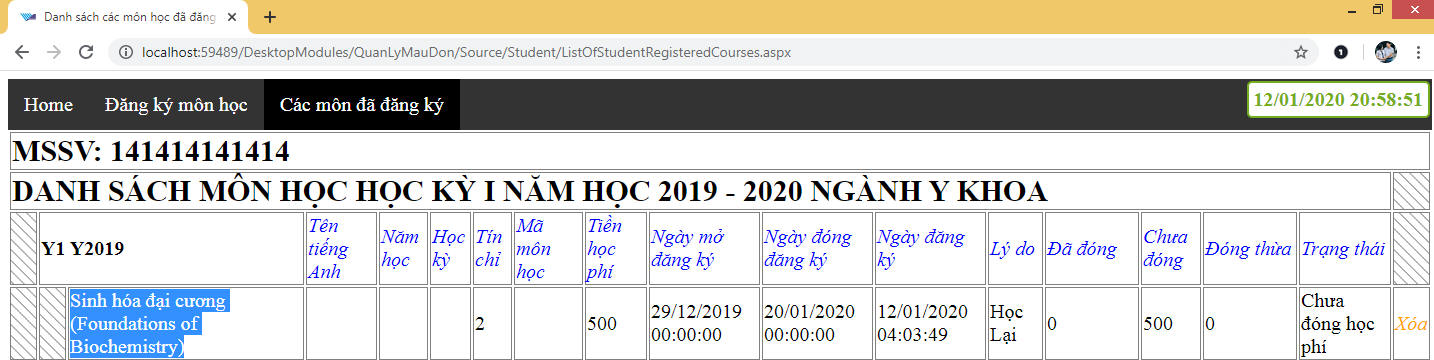 Danh sách các môn học đã đăng
localhost:59489/DesktopModules/QuanLyMauDon/Source/Student/ListOfStudentRegisteredCourses.aspx
Home Đăng ký môn học Các môn đã đăng ký 12/01/2020 20:58:51
MSSV: 141414141414
DANH SÁCH MÔN HỌC HỌC KỲ I NĂM HỌC 2019 - 2020 NGÀNH Y KHOA
Y1 Y2019
Tên
tiếng
Anh
Năm
học
Học
kỳ
Tín
chỉ
Mã
môn
học
Tiền
học
phí
Ngày mở
đăng ký
Ngày đóng
đăng ký
Ngày đăng
ký
Lý do
Đã đóng
Chưa
đóng
Đóng thừa
Trạng thái
Sinh hóa đại cương
(Foundations of
Biochemistry)
2
500
29/12/2019
00:00:00
20/01/2020
00:00:00
12/01/2020
04:03:49
Học
Lại
0
500
0
Chưa
đóng học
phí
Xóa